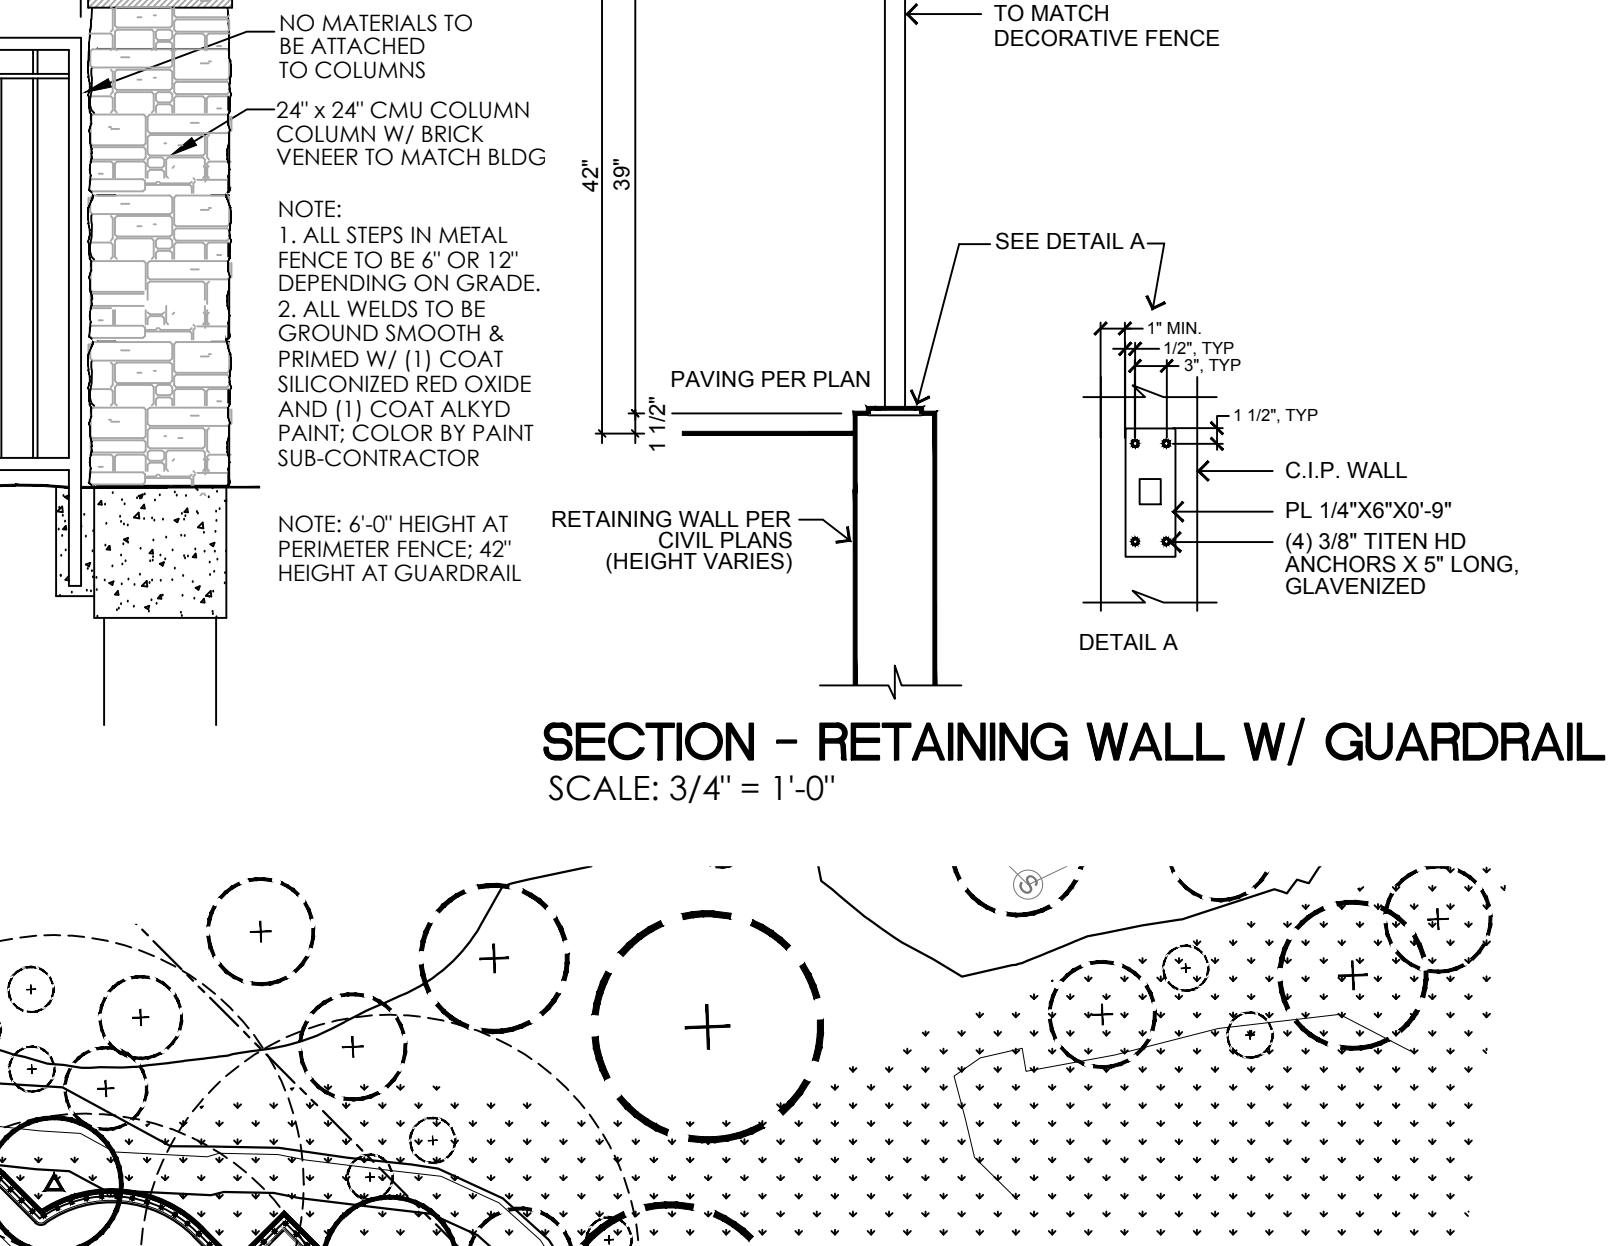 NO MATERIALS TO
BE ATTACHED
TO COLUMNS
24" x 24" CMU COLUMN
COLUMN W/ BRICK
VENEER TO MATCH BLDG
NOTE:
1. ALL STEPS IN METAL
FENCE TO BE 6" OR 12"
DEPENDING ON GRADE.
2. ALL WELDS TO BE
GROUND SMOOTH &
PRIMED W/ (1) COAT
SILICONIZED RED OXIDE
AND (1) COAT ALKYD
PAINT; COLOR BY PAINT
SUB-CONTRACTOR
NOTE: 6'-0" HEIGHT AT
PERIMETER FENCE; 42"
HEIGHT AT GUARDRAIL
TO MATCH
DECORATIVE FENCE
42"
39"
1 1/2"
PAVING PER PLAN
RETAINING WALL PER
CIVIL PLANS
(HEIGHT VARIES)
SEE DETAIL A
1" MIN.
1/2", TYP
3", TYP
1 1/2", TYP
C.I.P. WALL
PL 1/4"X6"X0'-9"
(4) 3/8" TITEN HD
ANCHORS X 5" LONG,
GLAVENIZED
DETAIL A
SECTION - RETAINING WALL W/ GUARDRAIL
SCALE: 3/4" = 1'-0"
S